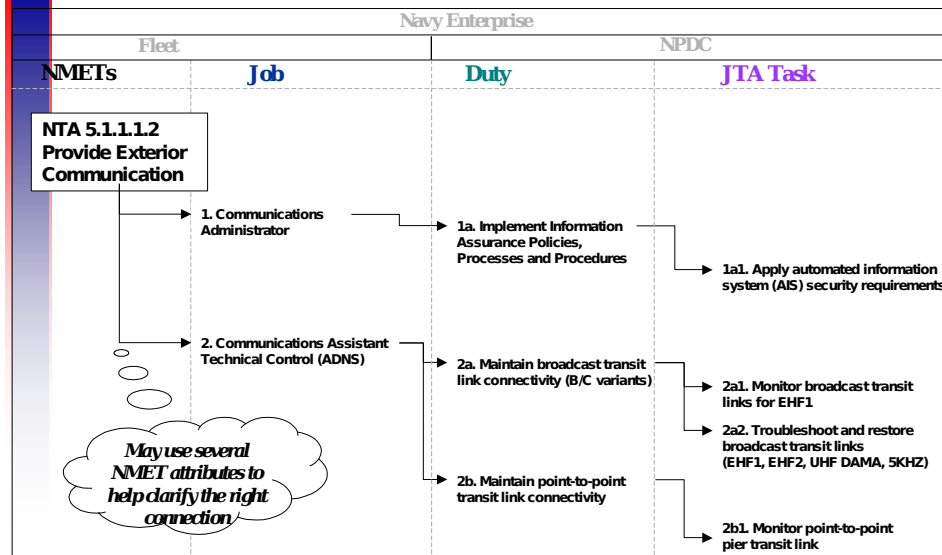 Navy Enterprise
Fleet
NPDC
NMETs
Job
Duty
JTA Task
NTA 5.1.1.1.2
Provide Exterior
Communication
1. Communications
Administrator
1a. Implement Information
Assurance Policies,
Processes and Procedures
1a1. Apply automated information
system (AIS) security requirements
2. Communications Assistant
Technical Control (ADNS)
2a. Maintain broadcast transit
link connectivity (B/C variants)
2a1. Monitor broadcast transit
links for EHF1
2a2. Troubleshoot and restore
broadcast transit links
(EHF1, EHF2, UHF DAMA, 5KHZ)
2b. Maintain point-to-point
transit link connectivity
2b1. Monitor point-to-point
pier transit link
May use several
NMET attributes to
help clarify the right
connection